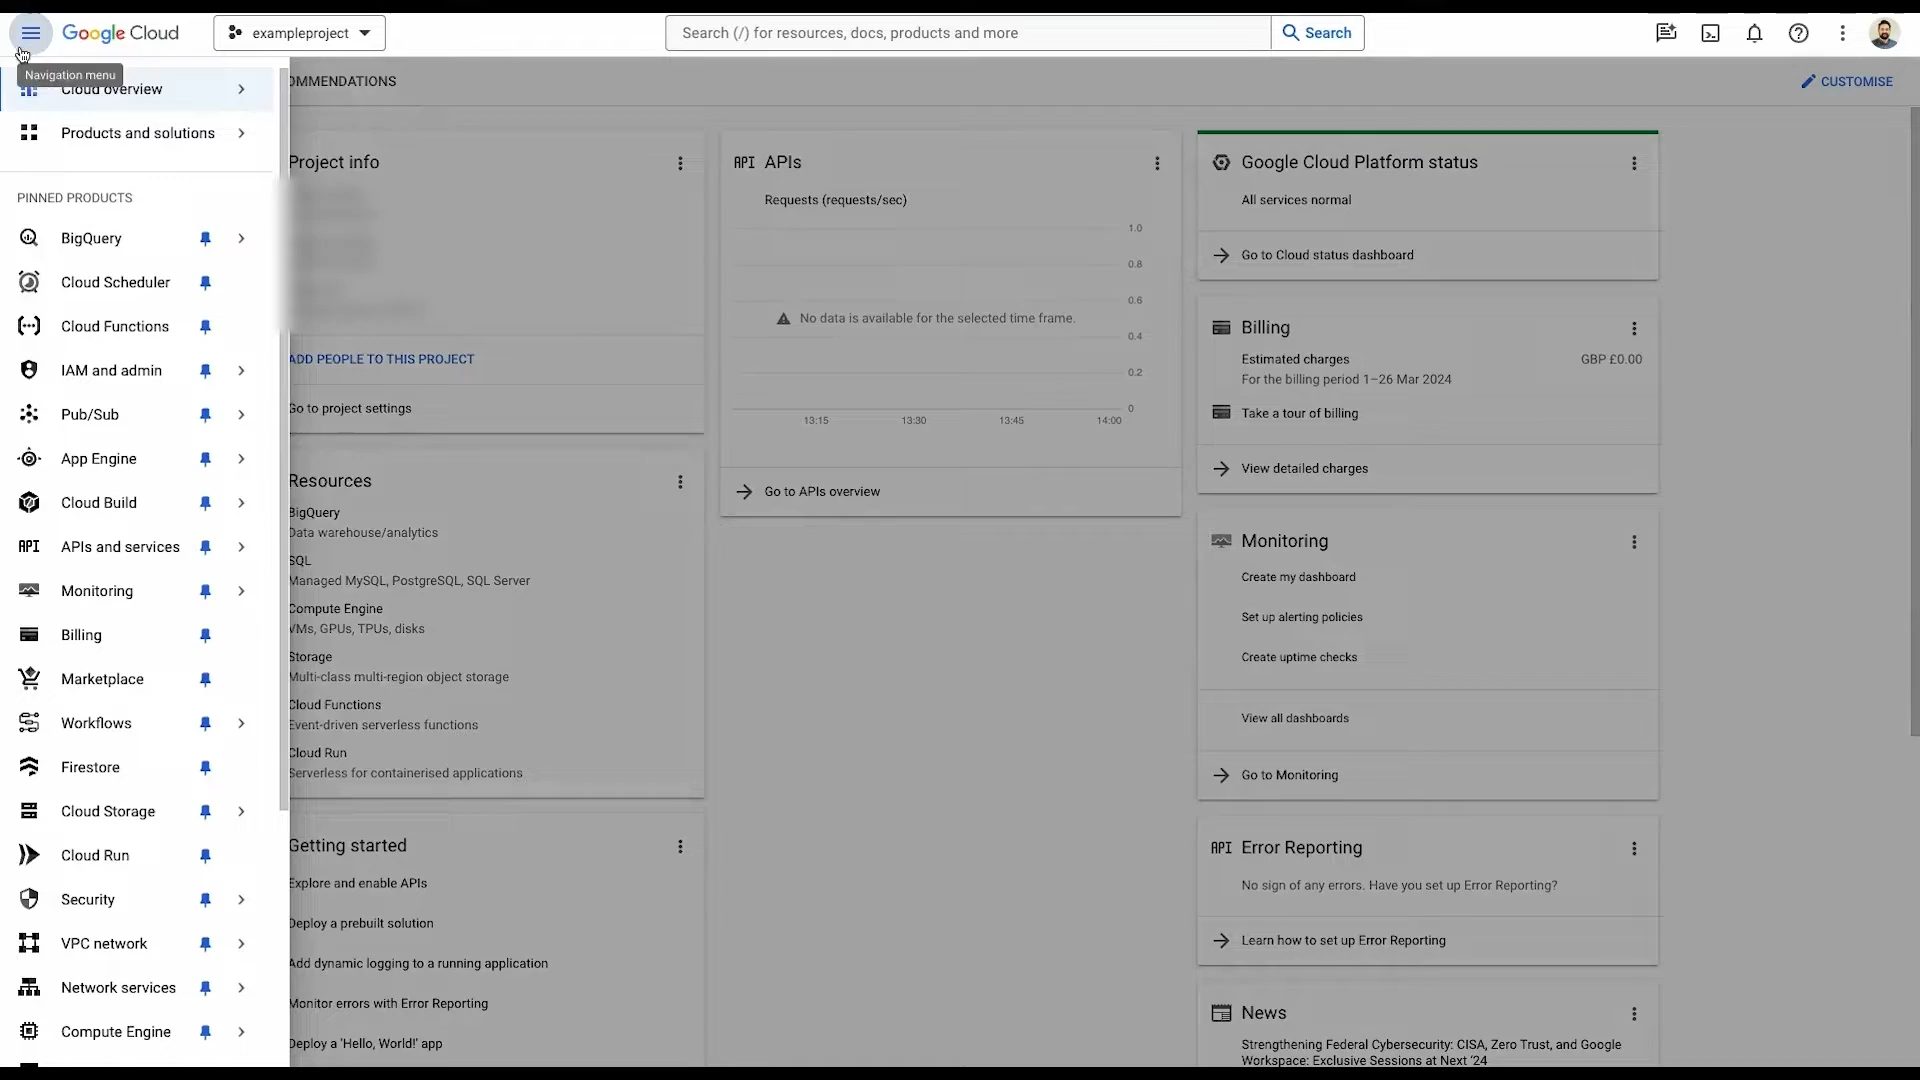 Google Cloud
exampleproject
Search (/) for resources, docs, products and more
Search
Navigation menu
Cloud overview
Products and solutions
PINNED PRODUCTS
BigQuery
Cloud Scheduler
Cloud Functions
IAM and admin
Pub/Sub
App Engine
Cloud Build
API APIs and services
Monitoring
Billing
Marketplace
Workflows
Firestore
Cloud Storage
Cloud Run
Security
VPC network
Network services
Compute Engine
OMMENDATIONS
CUSTOMISE
Project info
ADD PEOPLE TO THIS PROJECT
Go to project settings
Resources
BigQuery
Data warehouse/analytics
SQL
Managed MySQL, PostgreSQL, SQL Server
Compute Engine
VMs, GPUs, TPUs, disks
Storage
Multi-class multi-region object storage
Cloud Functions
Event-driven serverless functions
Cloud Run
Serverless for containerised applications
Getting started
Explore and enable APIs
Deploy a prebuilt solution
Add dynamic logging to a running application
Monitor errors with Error Reporting
Deploy a 'Hello, World!' app
API APIs
Requests (requests/sec)
1.0
0.8
0.6
No data is available for the selected time frame.
0.4
0.2
0
13:15 13:30 13:45 14:00
Go to APIs overview
Google Cloud Platform status
All services normal
Go to Cloud status dashboard
Billing
Estimated charges GBP £0.00
For the billing period 1–26 Mar 2024
Take a tour of billing
View detailed charges
Monitoring
Create my dashboard
Set up alerting policies
Create uptime checks
View all dashboards
Go to Monitoring
API Error Reporting
No sign of any errors. Have you set up Error Reporting?
Learn how to set up Error Reporting
News
Strengthening Federal Cybersecurity: CISA, Zero Trust, and Google
Workspace: Exclusive Sessions at Next '24